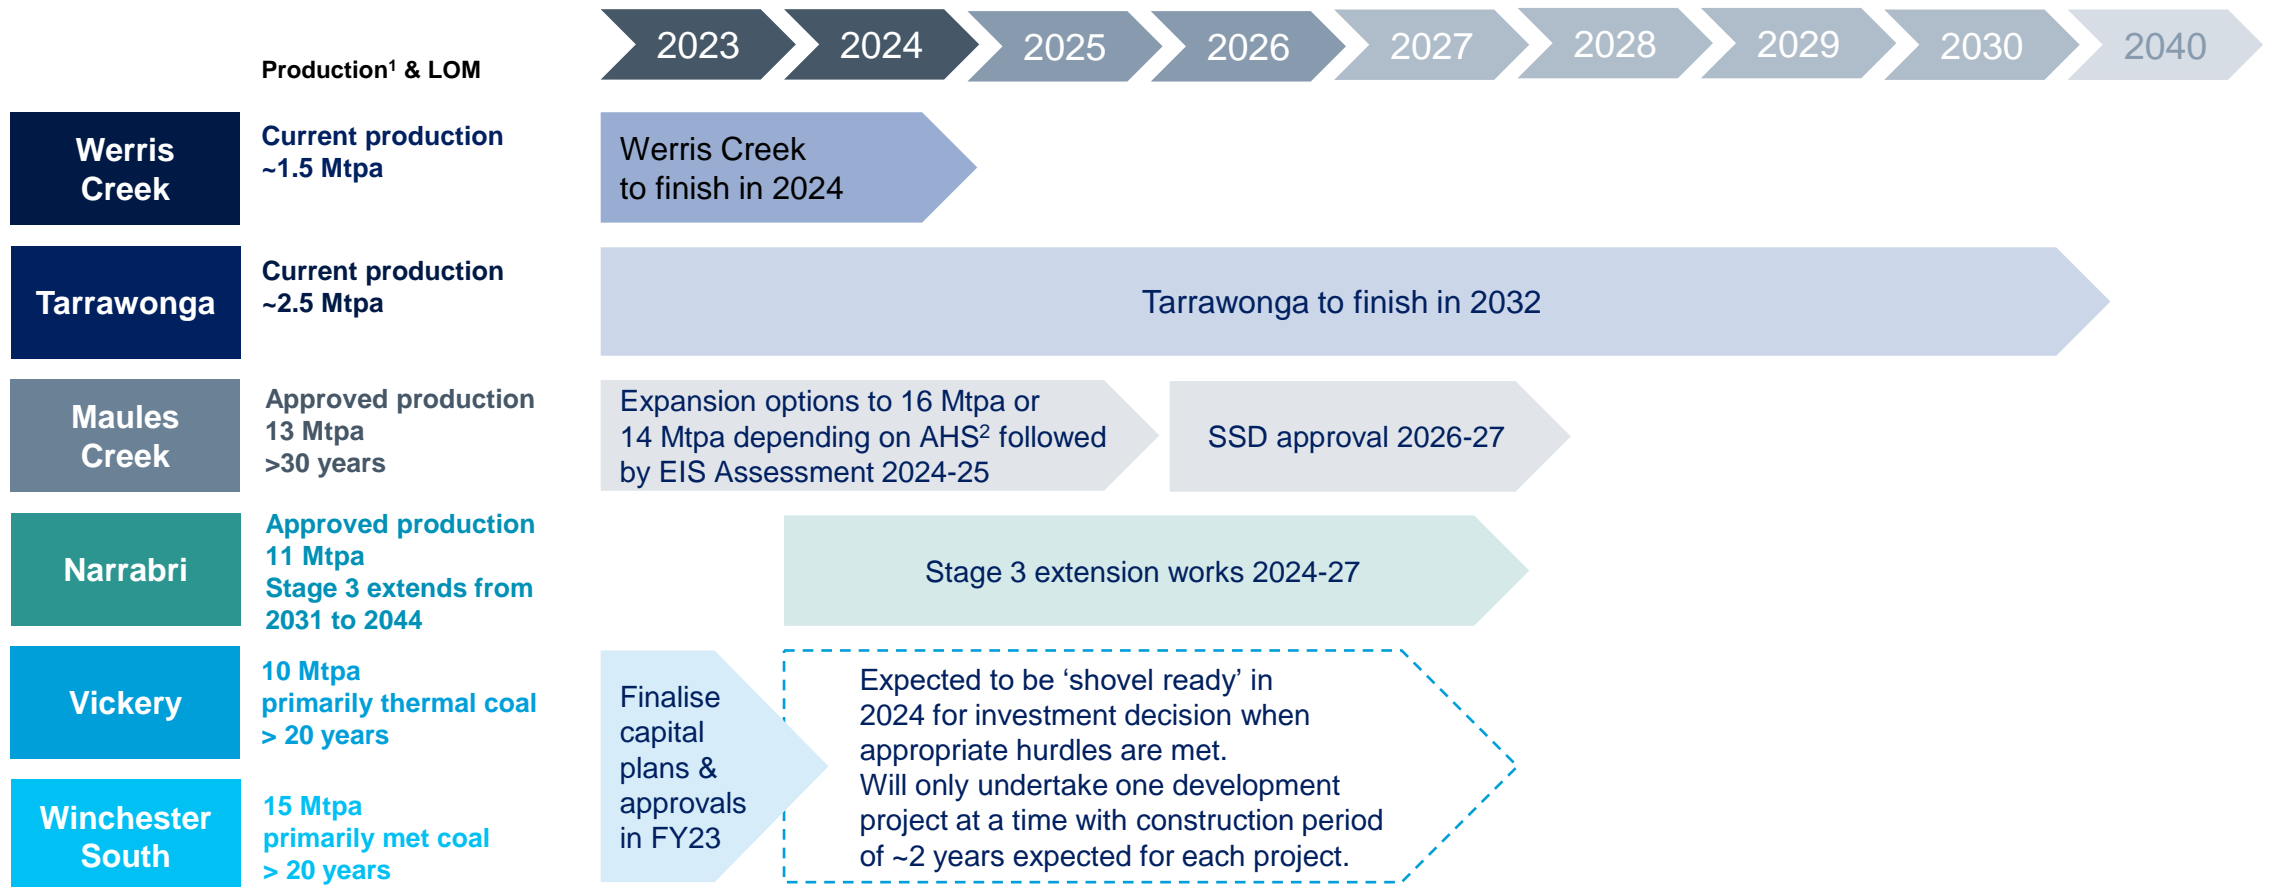 2023
2024
2025
2026
2027
2028
2029
2030
2040
Production¹ & LOM
Werris
Creek
Current production
~1.5 Mtpa
Werris Creek
to finish in 2024
Tarrawonga
Current production
~2.5 Mtpa
Tarrawonga to finish in 2032
Maules
Creek
Approved production
13 Mtpa
>30 years
Expansion options to 16 Mtpa or
14 Mtpa depending on AHS² followed
by EIS Assessment 2024-25
SSD approval 2026-27
Narrabri
Approved production
11 Mtpa
Stage 3 extends from
2031 to 2044
Stage 3 extension works 2024-27
Vickery
10 Mtpa
primarily thermal coal
> 20 years
Winchester
South
15 Mtpa
primarily met coal
> 20 years
Finalise
capital
plans &
approvals
in FY23
Expected to be ‘shovel ready’ in
2024 for investment decision when
appropriate hurdles are met.
Will only undertake one development
project at a time with construction period
of ~2 years expected for each project.